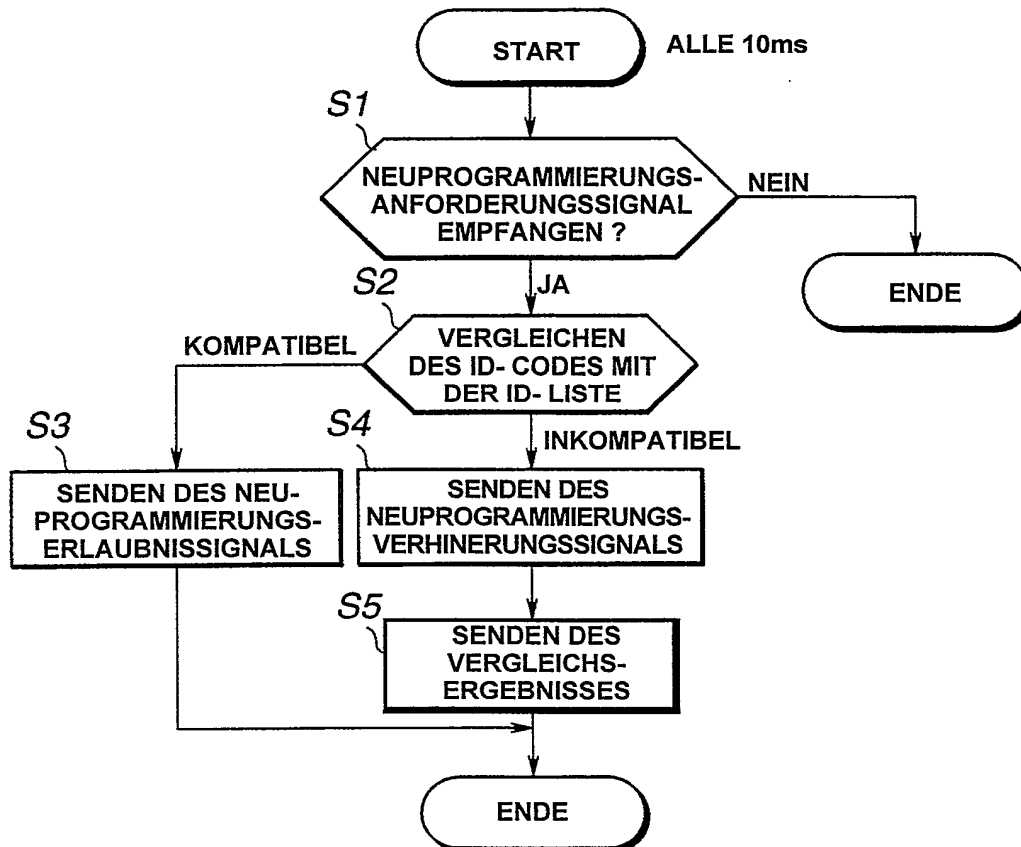 START
ALLE 10ms
S1
NEUPROGRAMMIERUNGS-
ANFORDERUNGSSIGNAL
EMPFANGEN ?
NEIN
ENDE
JA
S2
VERGLEICHEN
DES ID- CODES MIT
DER ID- LISTE
KOMPATIBEL
INKOMPATIBEL
S3
SENDEN DES NEU-
PROGRAMMIERUNGS-
ERLAUBNISSIGNALS
S4
SENDEN DES
NEUPROGRAMMIERUNGS-
VERHINERUNGSSIGNALS
S5
SENDEN DES
VERGLEICHS-
ERGEBNISSES
ENDE